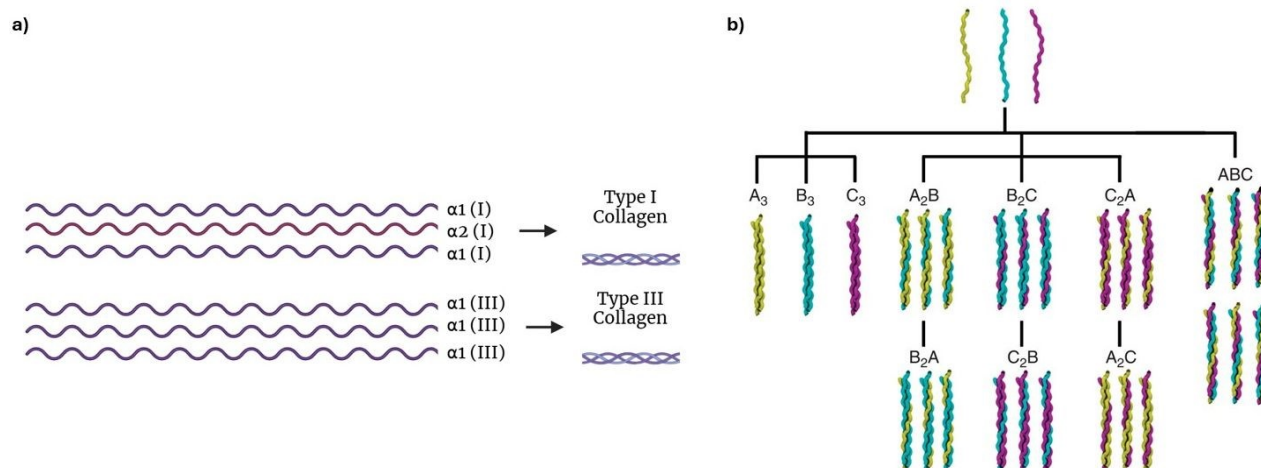 a)
α1 (I)
α2 (I)
α1 (I)
Type I
Collagen
α1 (III)
α1 (III)
α1 (III)
Type III
Collagen
b)
A₃
B₃
C₃
A₂B
B₂C
C₂A
ABC
B₂A
C₂B
A₂C